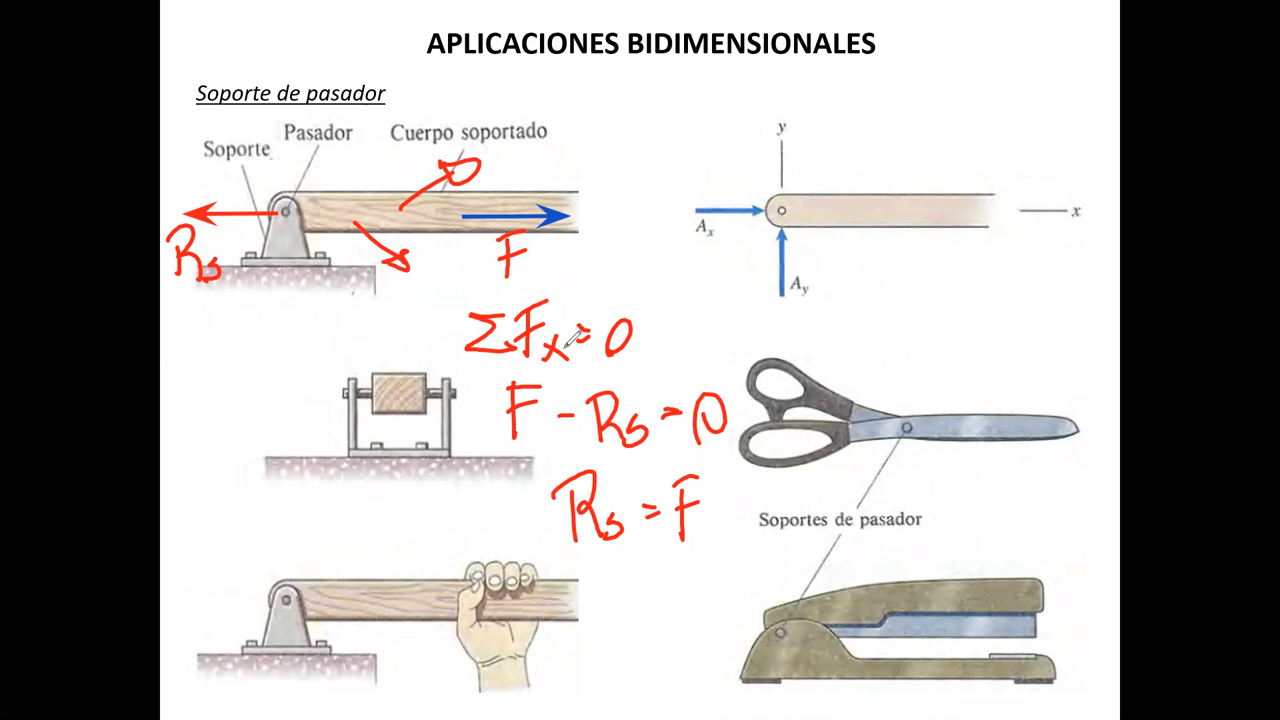 APLICACIONES BIDIMENSIONALES
Soporte de pasador
Pasador
Cuerpo soportado
Soporte
y
x
Rs
F
Ax
Ay
ΣFx = 0
F - Rs = 0
Rs = F
Soportes de pasador